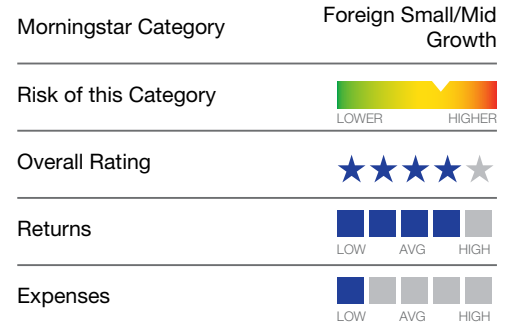 Morningstar Category
Foreign Small/Mid
Growth
Risk of this Category
LOWER HIGHER
Overall Rating
Returns
LOW AVG HIGH
Expenses
LOW AVG HIGH